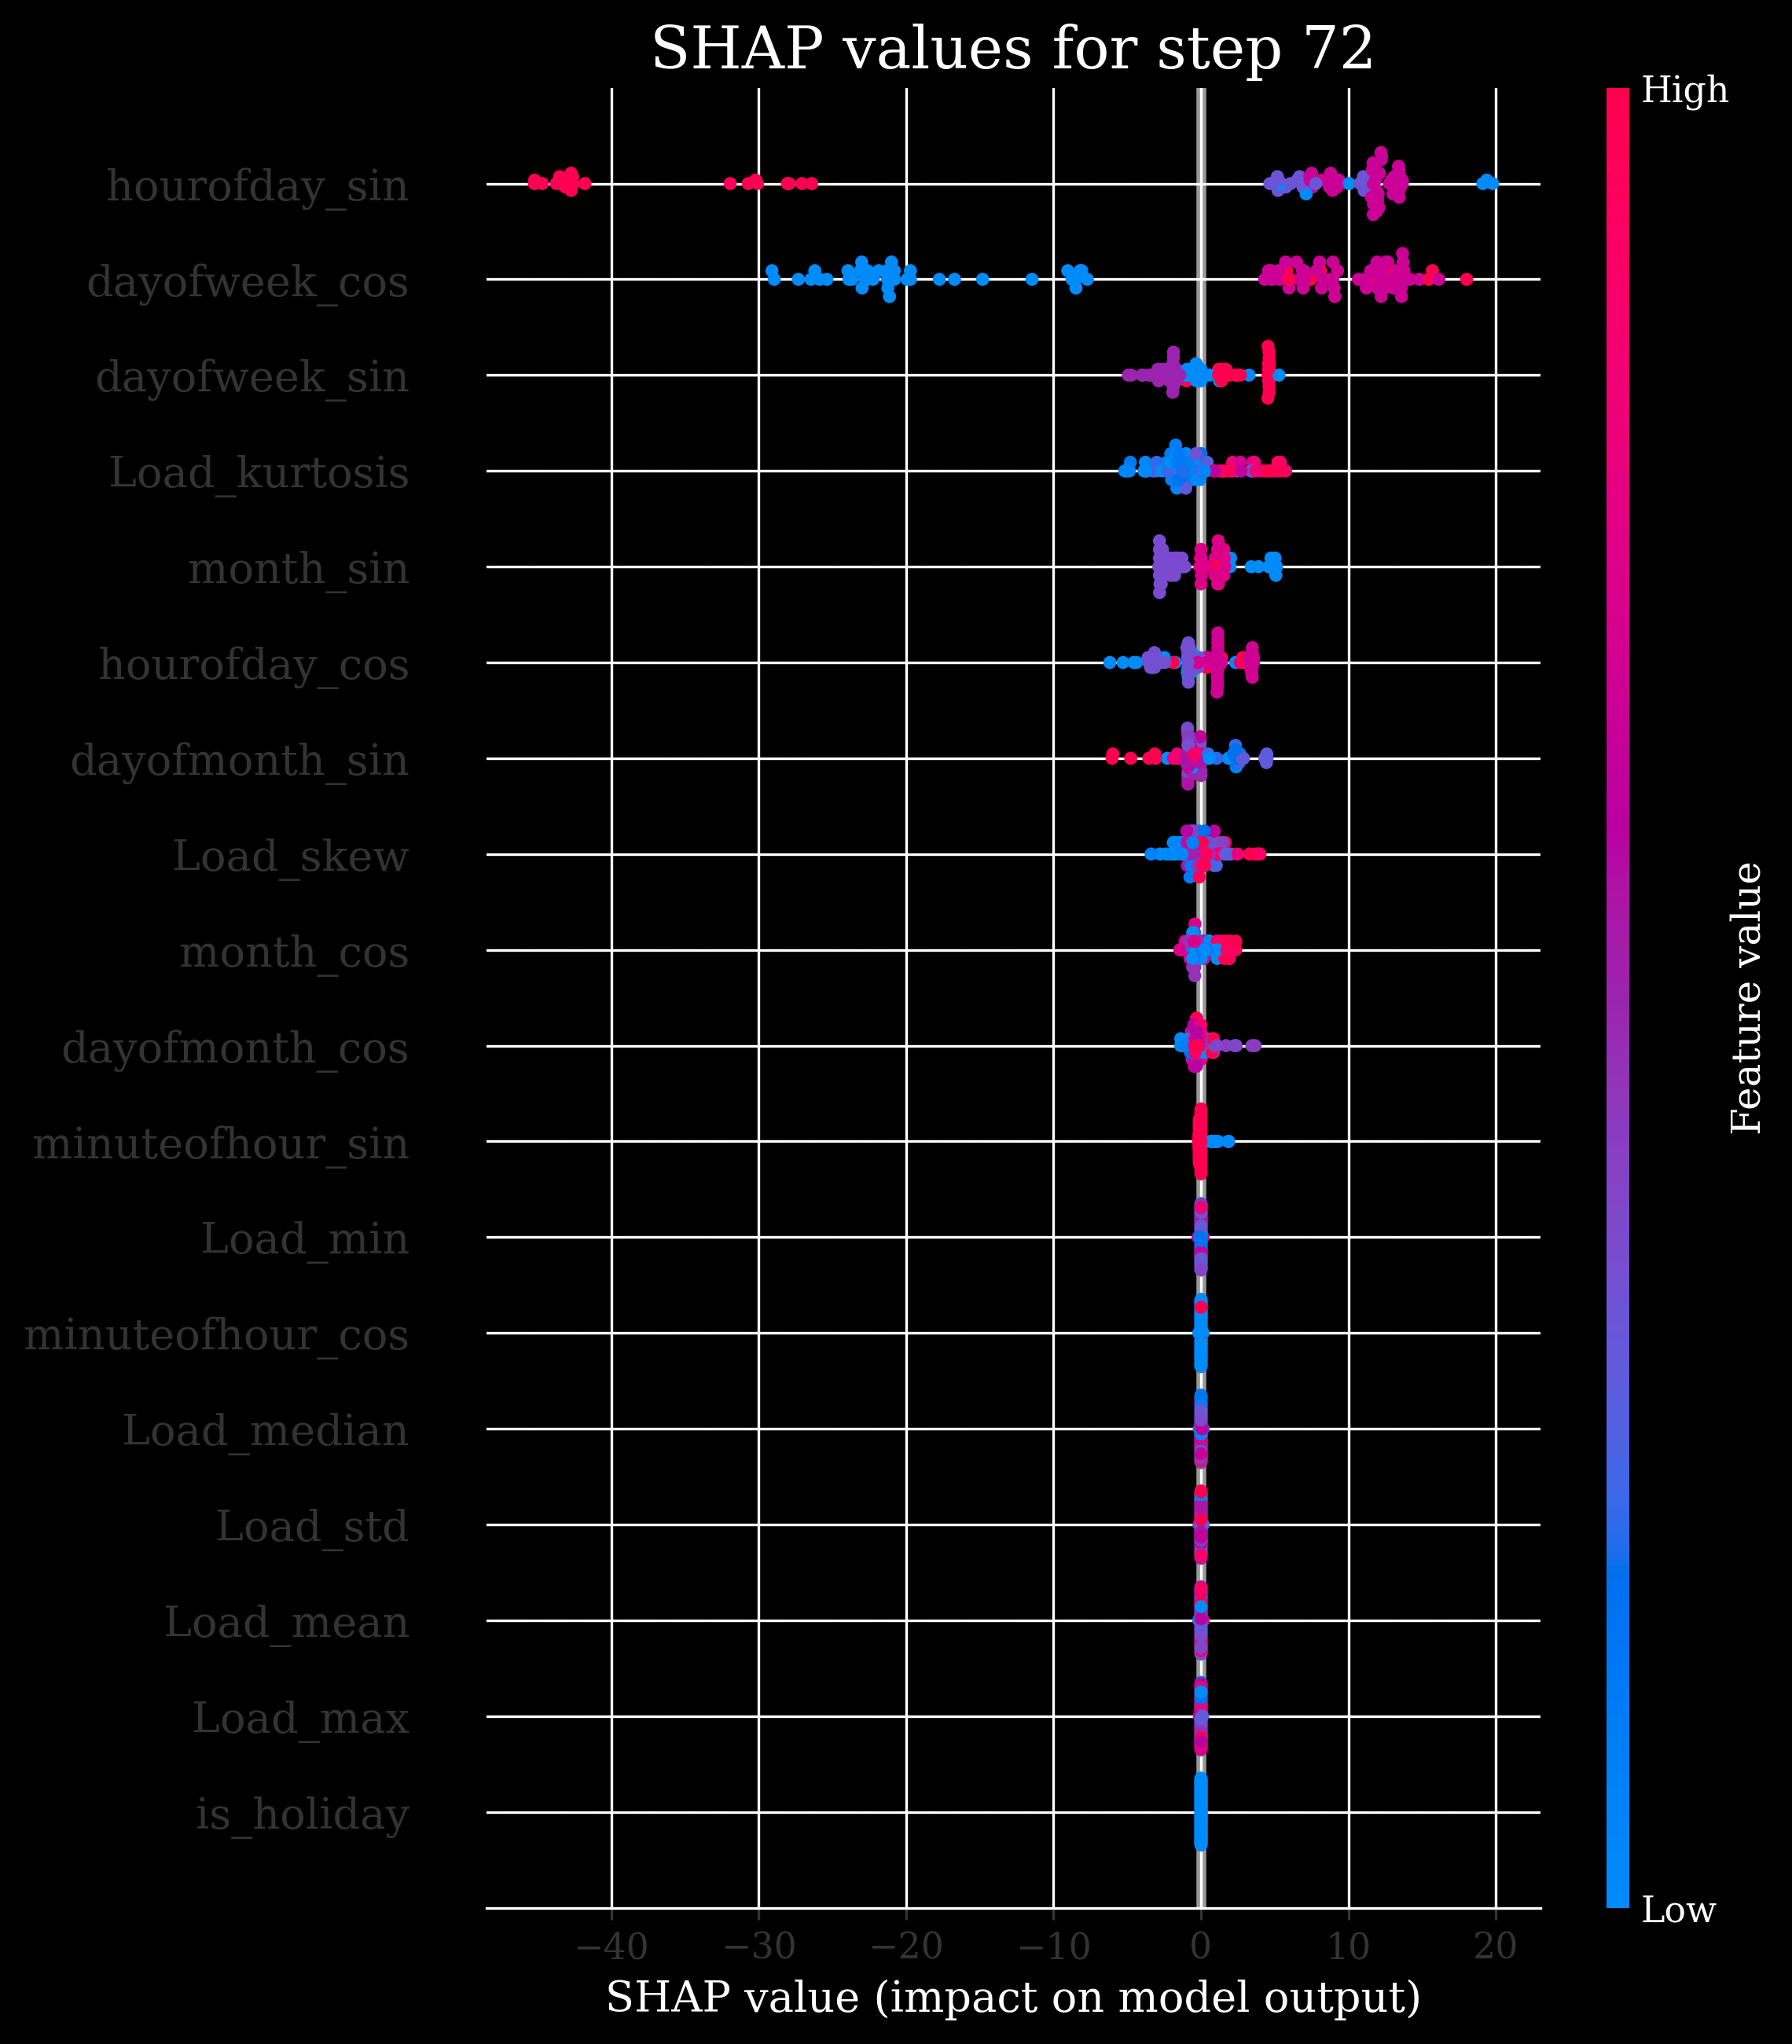 SHAP values for step 72
High
hourofday_sin
dayofweek_cos
dayofweek_sin
Load_kurtosis
month_sin
hourofday_cos
dayofmonth_sin
Load_skew
month_cos
dayofmonth_cos
minuteofhour_sin
Load_min
minuteofhour_cos
Load_median
Load_std
Load_mean
Load_max
is_holiday
Feature value
Low
−40 −30 −20 −10 0 10 20
SHAP value (impact on model output)